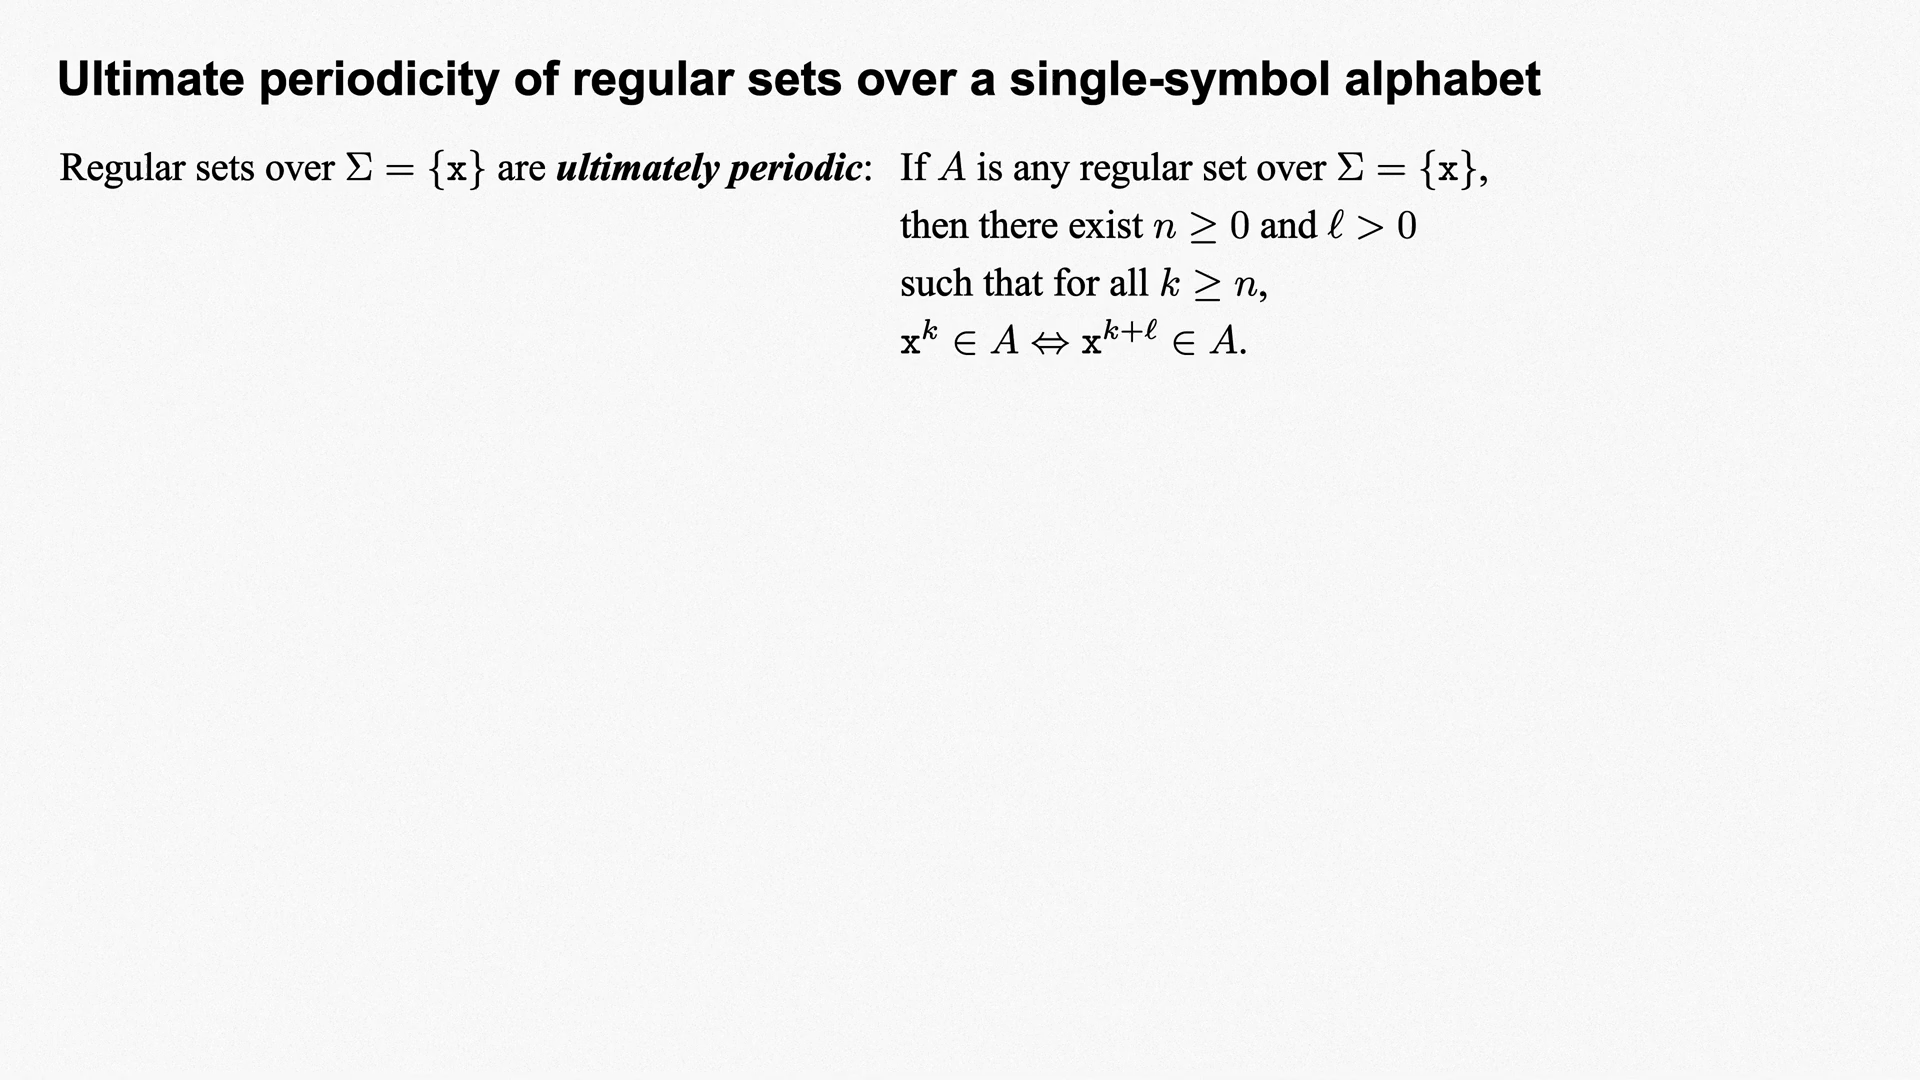 Ultimate periodicity of regular sets over a single-symbol alphabet
Regular sets over Σ = {x} are ultimately periodic: If A is any regular set over Σ = {x},
then there exist n ≥ 0 and ℓ > 0
such that for all k ≥ n,
x^k ∈ A ⇔ x^{k+ℓ} ∈ A.